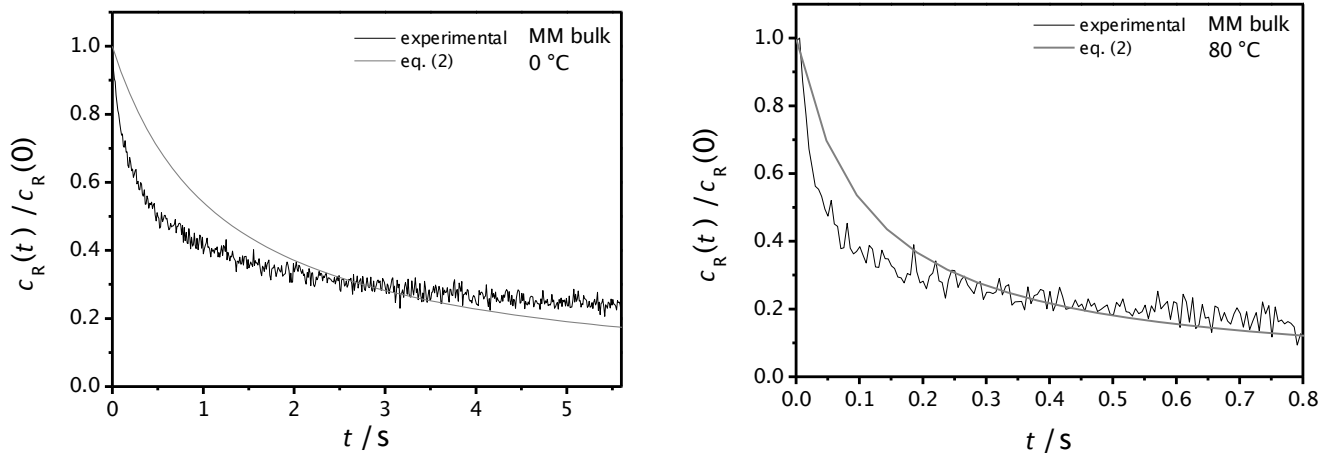 experimental
eq. (2)
MM bulk
0 °C
1.0
0.8
0.6
0.4
0.2
0.0
0
1
2
3
4
5
c_R(t) / c_R(0)
t / s
experimental
eq. (2)
MM bulk
80 °C
1.0
0.8
0.6
0.4
0.2
0.0
0.0
0.1
0.2
0.3
0.4
0.5
0.6
0.7
0.8
c_R(t) / c_R(0)
t / s